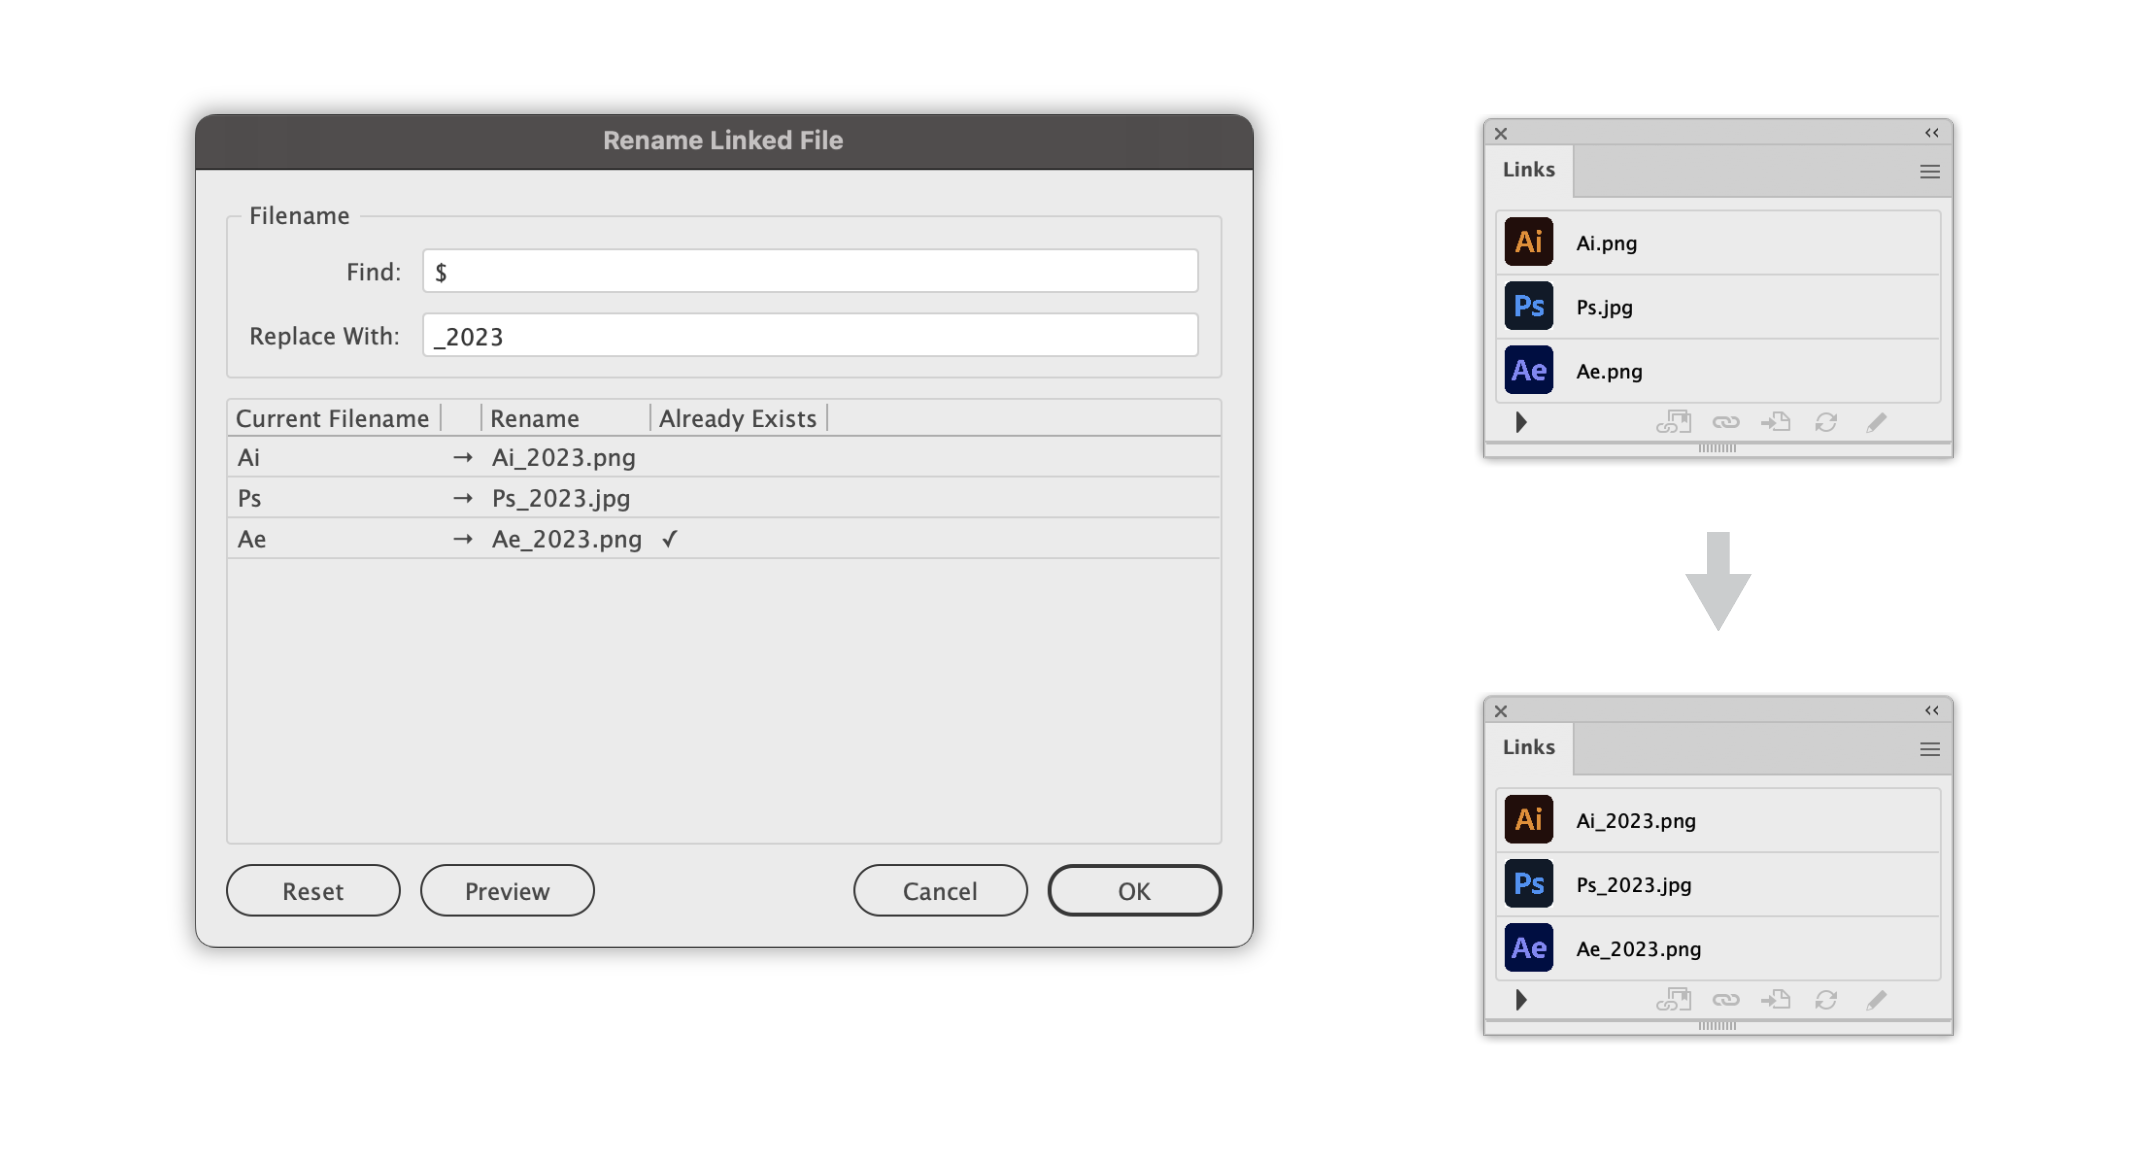 Rename Linked File
Filename
Find: $
Replace With: _2023
Current Filename Rename Already Exists
Ai → Ai_2023.png
Ps → Ps_2023.jpg
Ae → Ae_2023.png ✓
Reset Preview Cancel OK
Links
Ai Ai.png
Ps Ps.jpg
Ae Ae.png
Links
Ai Ai_2023.png
Ps Ps_2023.jpg
Ae Ae_2023.png